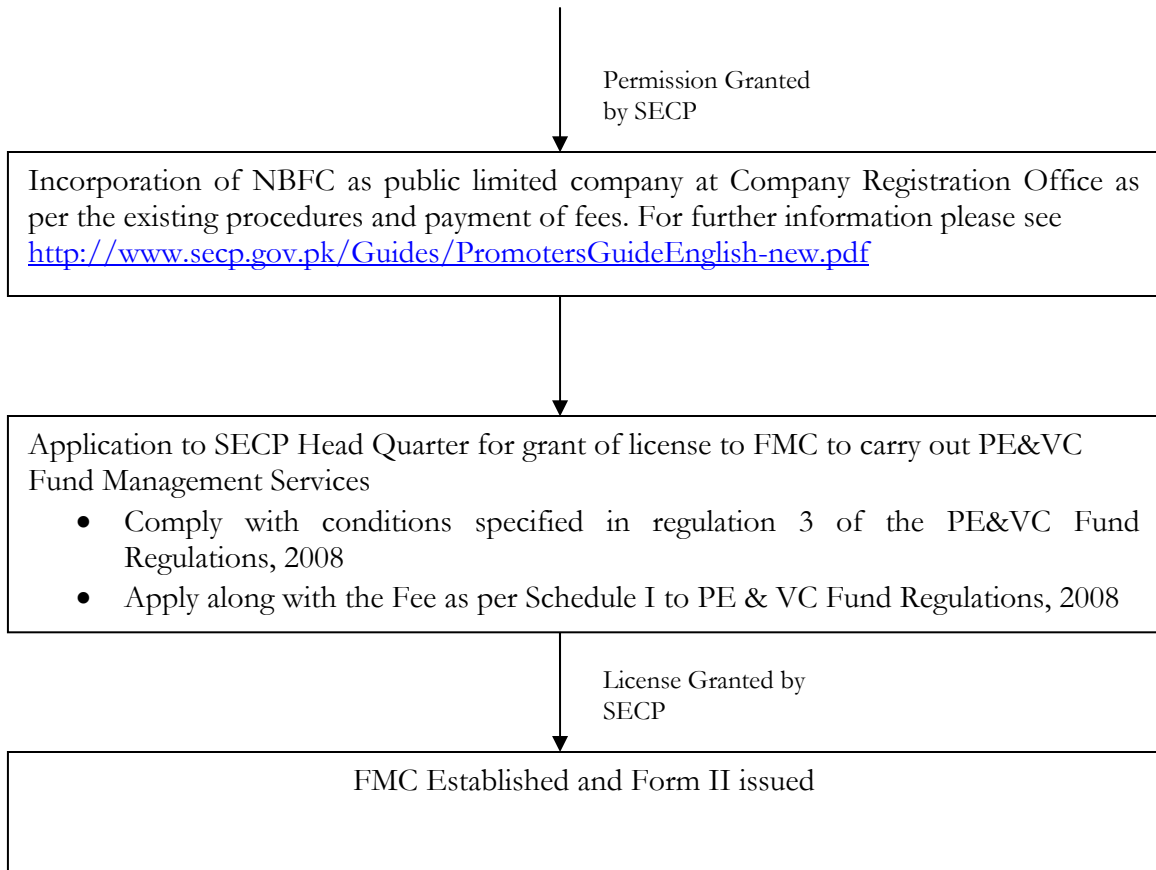 Permission Granted
by SECP
Incorporation of NBFC as public limited company at Company Registration Office as
per the existing procedures and payment of fees. For further information please see
http://www.secp.gov.pk/Guides/PromotersGuideEnglish-new.pdf
Application to SECP Head Quarter for grant of license to FMC to carry out PE&VC
Fund Management Services
• Comply with conditions specified in regulation 3 of the PE&VC Fund
Regulations, 2008
• Apply along with the Fee as per Schedule I to PE & VC Fund Regulations, 2008
License Granted by
SECP
FMC Established and Form II issued